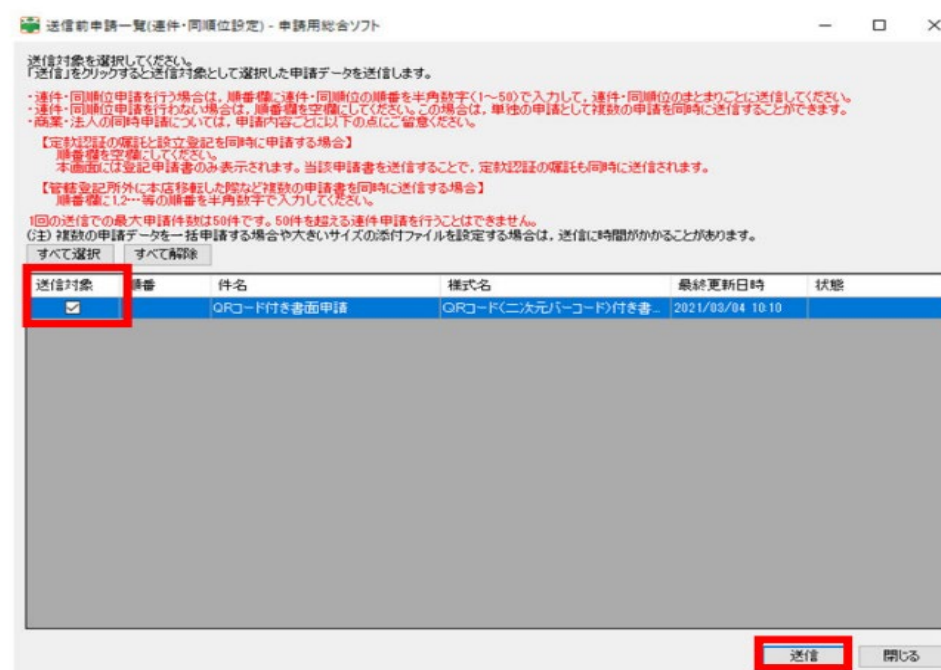 送信前申請一覧(連件・同順位設定) - 申請用総合ソフト
送信対象を選択してください。
「送信」をクリックすると送信対象として選択した申請データを送信します。
・連件・同順位申請を行う場合は，順番欄に連件・同順位の順番を半角数字(1～50)で入力して，連件・同順位のまとまりごとに送信してください。
・連件・同順位申請を行わない場合は，順番欄を空欄にしてください。この場合は，単独の申請として複数の申請を同時に送信することができます。
・商業・法人の同時申請については，申請内容ごとに以下の点にご留意ください。
【定款認証の嘱託と設立登記を同時に申請する場合】
順番欄を空欄にしてください。
本画面には登記申請書のみ表示されます。当該申請書を送信することで，定款認証の嘱託も同時に送信されます。
【管轄登記所外に本店移転した際など複数の申請書を同時に送信する場合】
順番欄に1,2…等の順番を半角数字で入力してください。
1回の送信での最大申請件数は50件です。50件を超える連件申請を行うことはできません。
(注) 複数の申請データを一括申請する場合や大きいサイズの添付ファイルを設定する場合は，送信に時間がかかることがあります。
すべて選択 すべて解除
送信対象 順番 件名 様式名 最終更新日時 状態
QRコード付き書面申請 QRコード(二次元バーコード)付き書... 2021/03/04 10:10
送信 閉じる